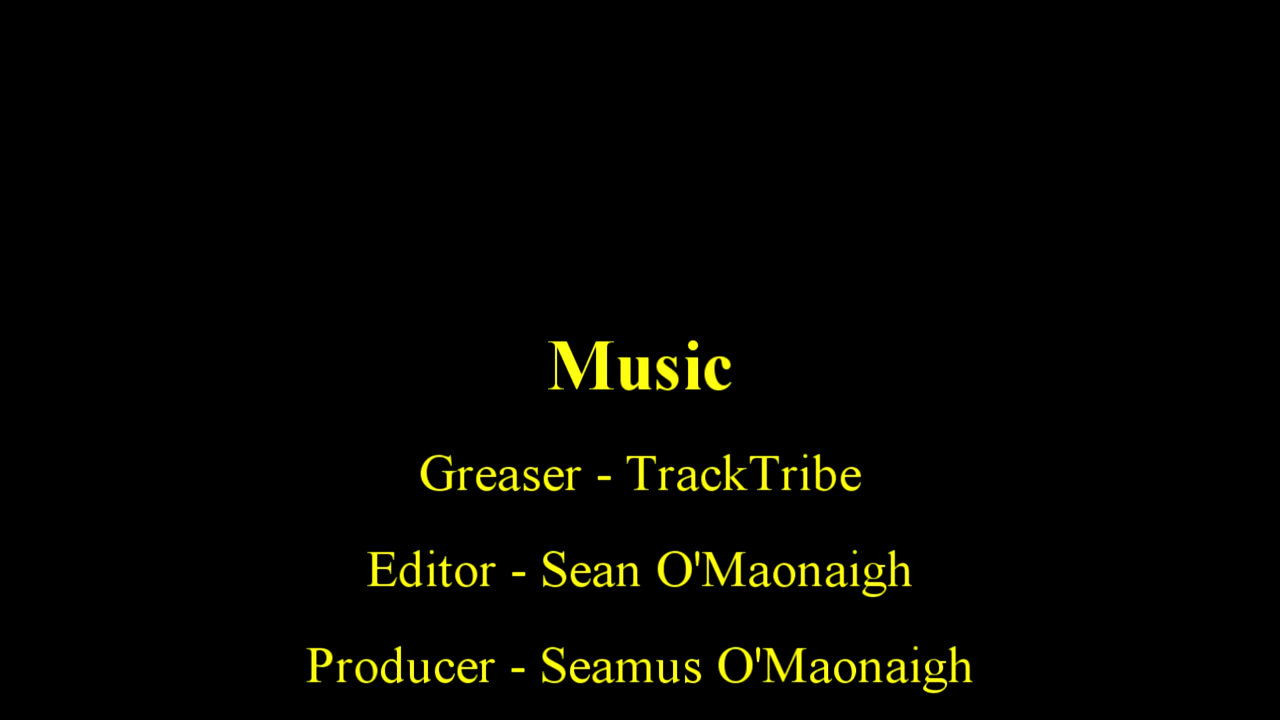 Music
Greaser - TrackTribe
Editor - Sean O'Maonaigh
Producer - Seamus O'Maonaigh